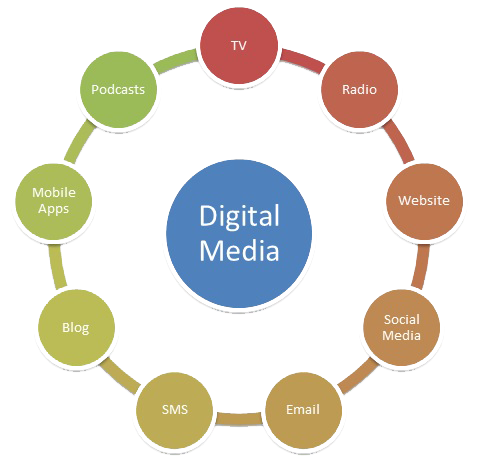 TV
Radio
Website
Social
Media
Email
SMS
Blog
Mobile
Apps
Podcasts
Digital
Media